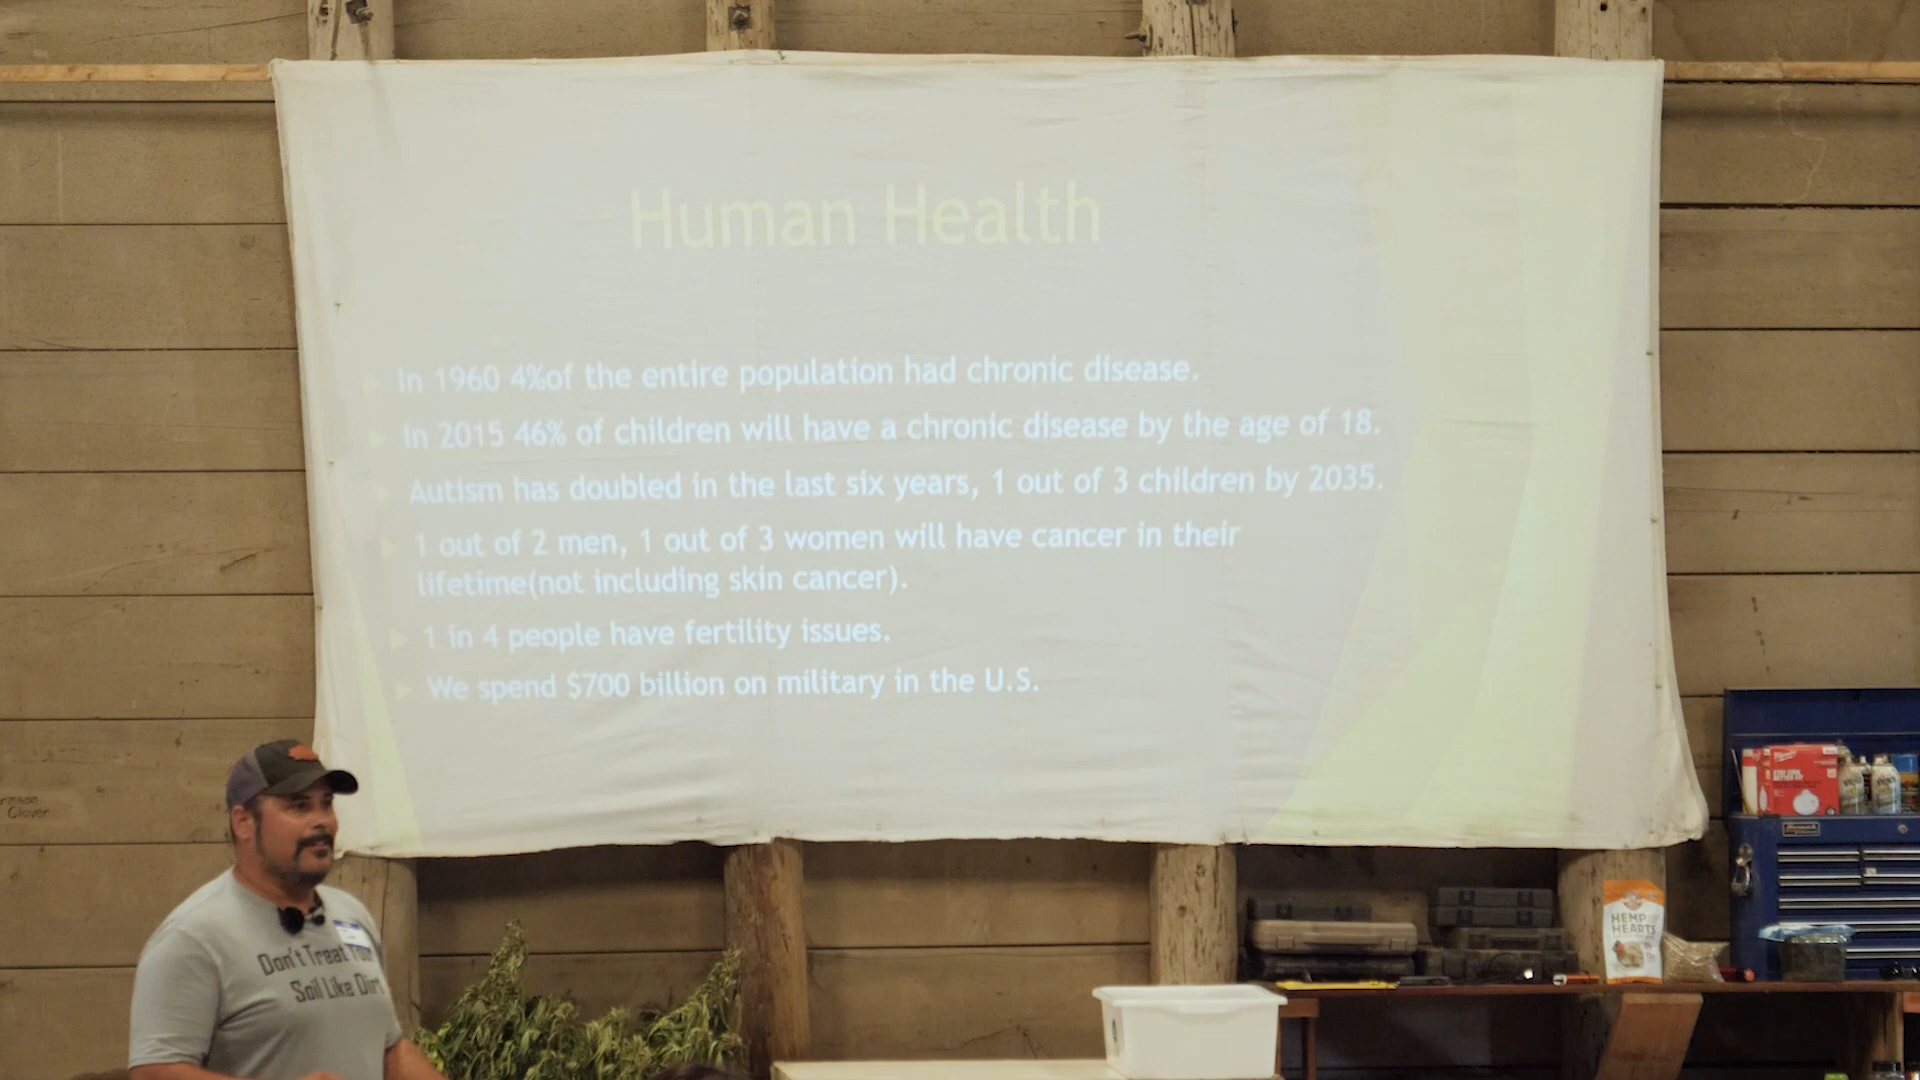 Human Health
In 1960 4%of the entire population had chronic disease.
In 2015 46% of children will have a chronic disease by the age of 18.
Autism has doubled in the last six years, 1 out of 3 children by 2035.
1 out of 2 men, 1 out of 3 women will have cancer in their
lifetime(not including skin cancer).
1 in 4 people have fertility issues.
We spend $700 billion on military in the U.S.
Clover
Don't Treat Your
Soil Like Dirt
HEMP
HEARTS